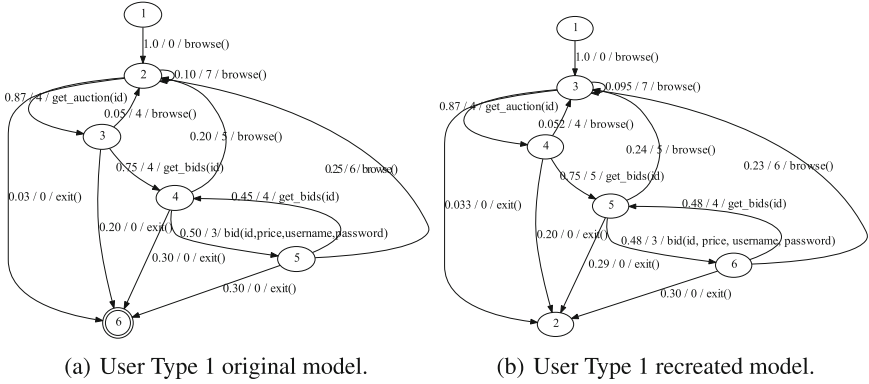 1
1.0 / 0 / browse()
2
0.10 / 7 / browse()
0.87 / 4 / get_auction(id)
0.05 / 4 / browse()
3
0.20 / 5 / browse()
0.75 / 4 / get_bids(id)
0.25 / 6 / browse()
0.03 / 0 / exit()
4
0.45 / 4 / get_bids(id)
0.20 / 0 / exit()
0.50 / 3 / bid(id,price,username,password)
0.30 / 0 / exit()
5
0.30 / 0 / exit()
6
(a) User Type 1 original model.
1
1.0 / 0 / browse()
3
0.095 / 7 / browse()
0.87 / 4 / get_auction(id)
0.052 / 4 / browse()
4
0.24 / 5 / browse()
0.23 / 6 / browse()
0.75 / 5 / get_bids(id)
0.033 / 0 / exit()
5
0.48 / 4 / get_bids(id)
0.20 / 0 / exit()
0.48 / 3 / bid(id, price, username, password)
0.29 / 0 / exit()
6
0.30 / 0 / exit()
2
(b) User Type 1 recreated model.